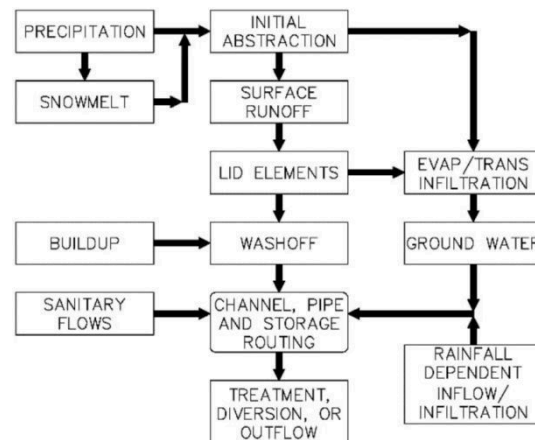 PRECIPITATION
INITIAL
ABSTRACTION
SNOWMELT
SURFACE
RUNOFF
LID ELEMENTS
EVAP/TRANS
INFILTRATION
BUILDUP
WASHOFF
GROUND WATER
SANITARY
FLOWS
CHANNEL, PIPE
AND STORAGE
ROUTING
RAINFALL
DEPENDENT
INFLOW/
INFILTRATION
TREATMENT,
DIVERSION, OR
OUTFLOW